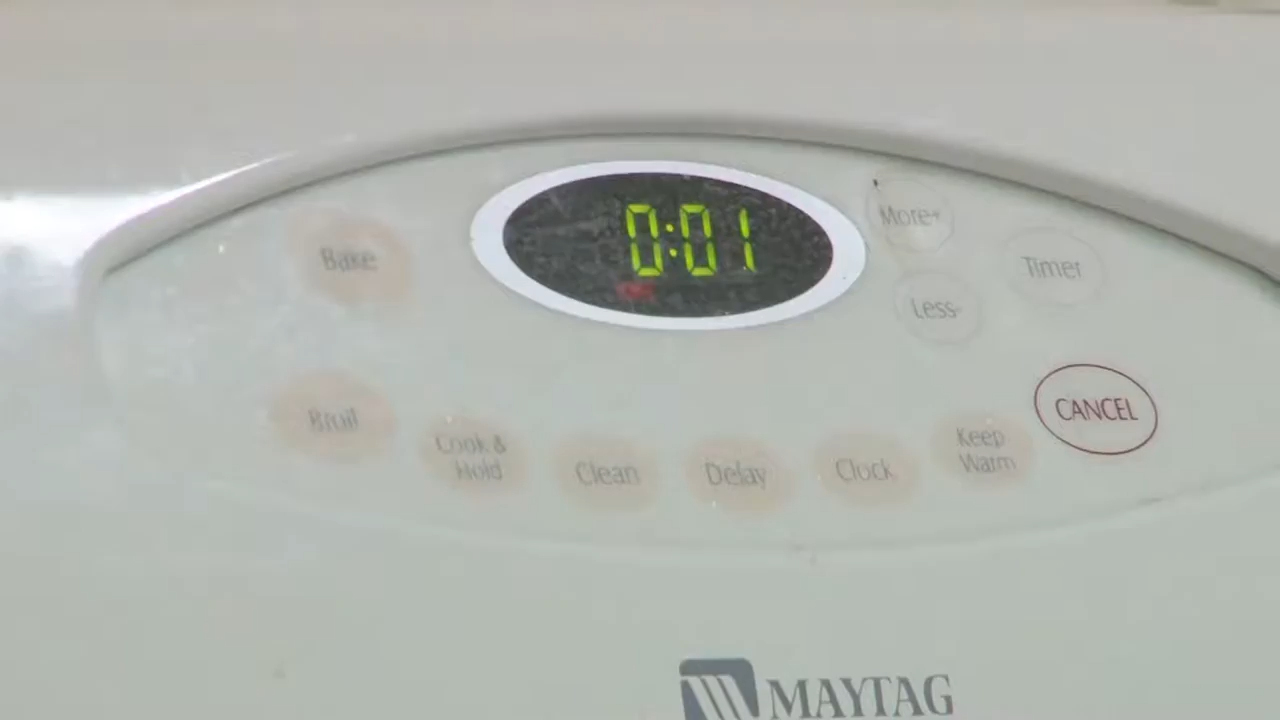 0:01
More+
Bake
Timer
Less-
CANCEL
Broil
Cook &
Hold
Clean
Delay
Clock
Keep
Warm
MAYTAG